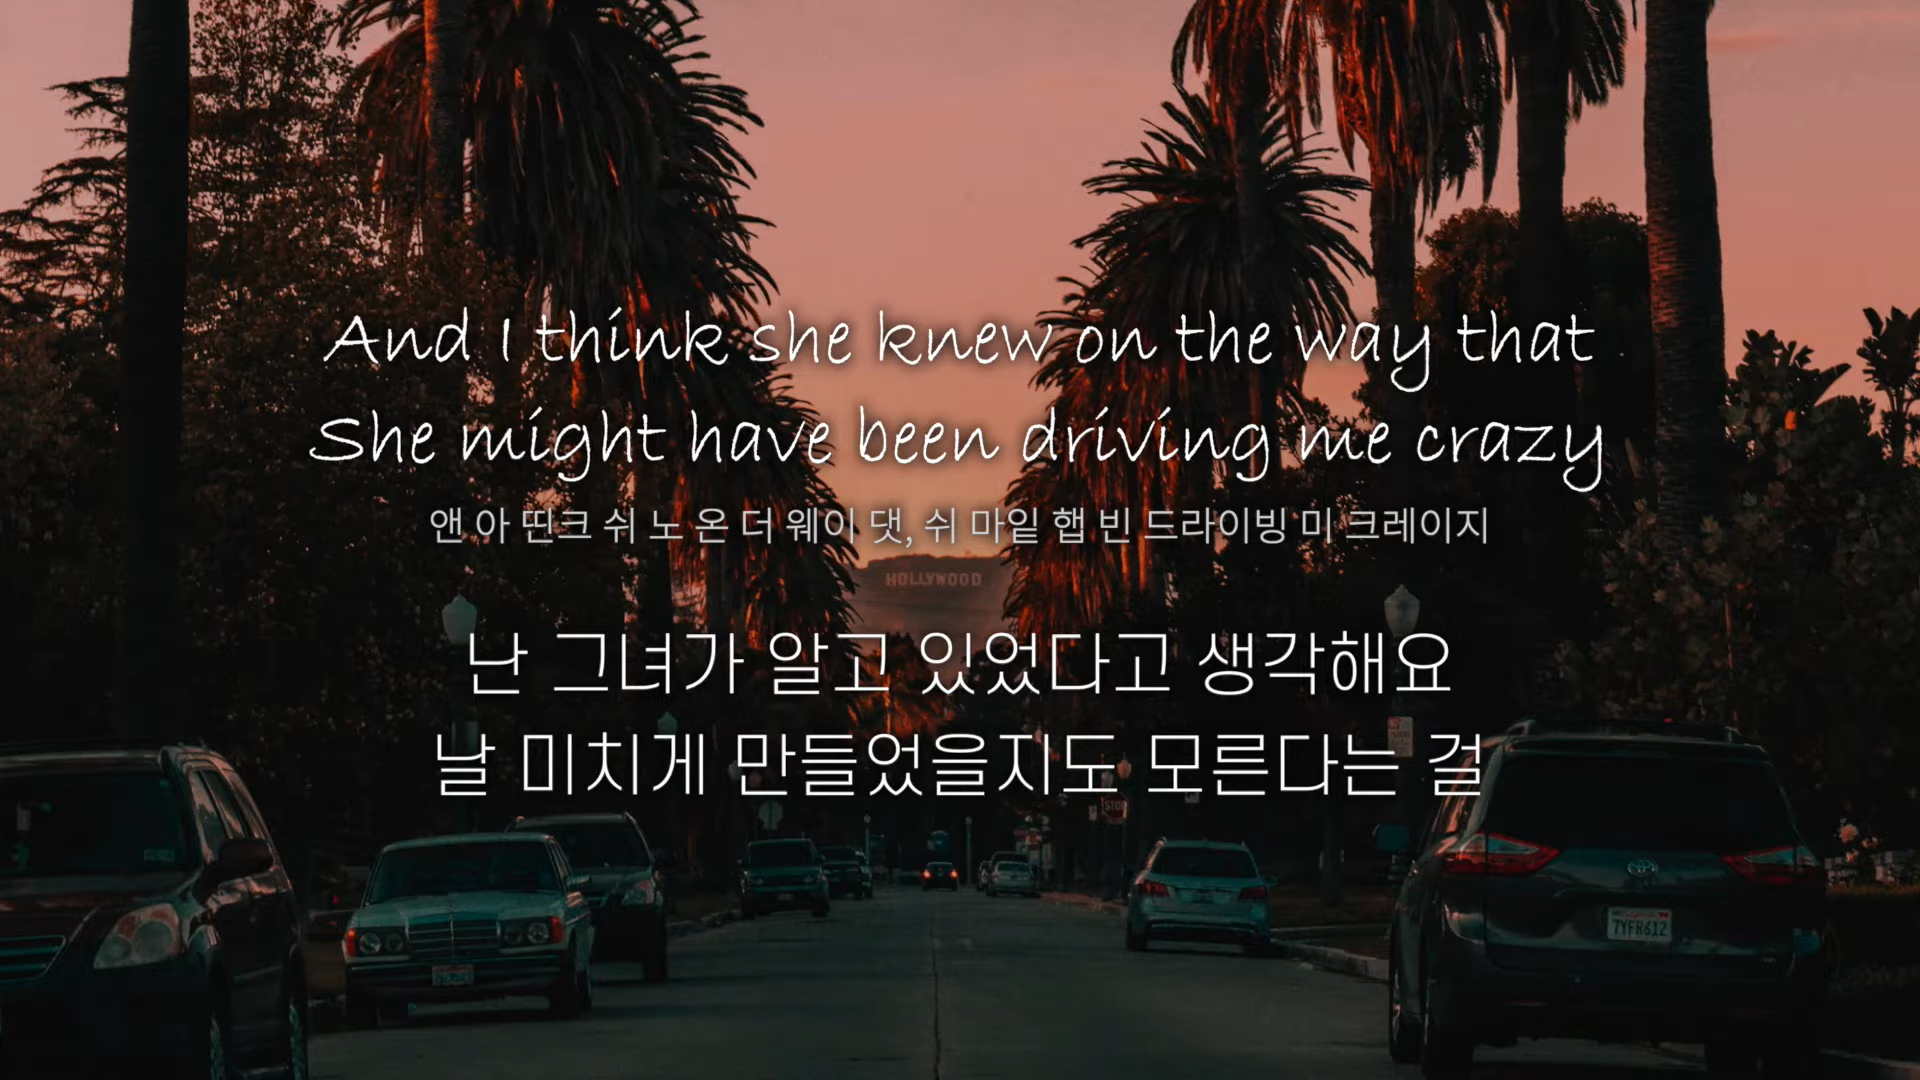 And I think she knew on the way that
She might have been driving me crazy
앤 아 띤크 쉬 노 온 더 웨이 댓, 쉬 마일 햅 빈 드라이빙 미 크레이지
HOLLYWOOD
난 그녀가 알고 있었다고 생각해요
날 미치게 만들었을지도 모른다는 걸
STOP
7YFR612